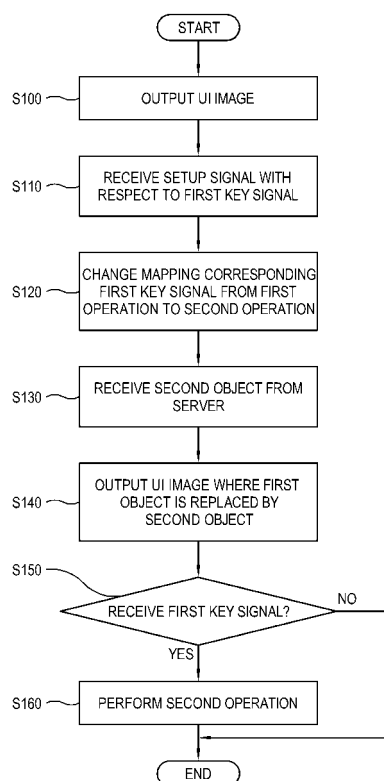 START
S100
OUTPUT UI IMAGE
S110
RECEIVE SETUP SIGNAL WITH
RESPECT TO FIRST KEY SIGNAL
S120
CHANGE MAPPING CORRESPONDING
FIRST KEY SIGNAL FROM FIRST
OPERATION TO SECOND OPERATION
S130
RECEIVE SECOND OBJECT FROM
SERVER
S140
OUTPUT UI IMAGE WHERE FIRST
OBJECT IS REPLACED BY
SECOND OBJECT
S150
RECEIVE FIRST KEY SIGNAL?
NO
YES
S160
PERFORM SECOND OPERATION
END